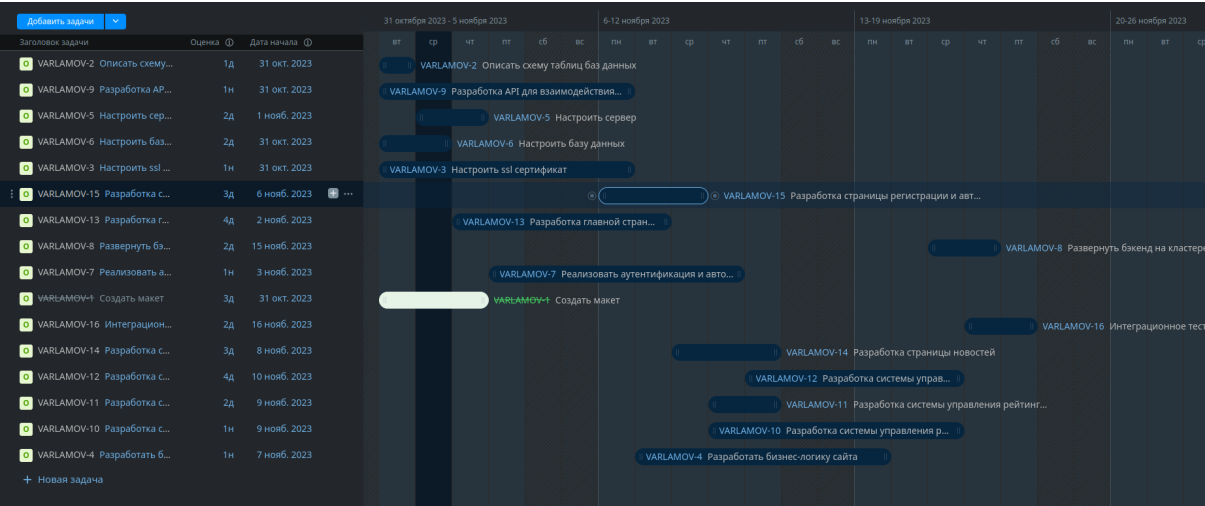 Добавить задачи
31 октября 2023 - 5 ноября 2023 6-12 ноября 2023 13-19 ноября 2023 20-26 ноября 2023
Заголовок задачи Оценка Дата начала вт ср чт пт сб вс пн вт ср чт пт сб вс пн вт ср чт пт сб вс пн вт ср
O VARLAMOV-2 Описать схему... 1д 31 окт. 2023 VARLAMOV-2 Описать схему таблиц баз данных
O VARLAMOV-9 Разработка AP... 1н 31 окт. 2023 VARLAMOV-9 Разработка API для взаимодействия...
O VARLAMOV-5 Настроить сер... 2д 1 нояб. 2023 VARLAMOV-5 Настроить сервер
O VARLAMOV-6 Настроить баз... 2д 31 окт. 2023 VARLAMOV-6 Настроить базу данных
O VARLAMOV-3 Настроить ssl ... 1н 31 окт. 2023 VARLAMOV-3 Настроить ssl сертификат
O VARLAMOV-15 Разработка с... 3д 6 нояб. 2023 VARLAMOV-15 Разработка страницы регистрации и авт...
O VARLAMOV-13 Разработка г... 4д 2 нояб. 2023 VARLAMOV-13 Разработка главной стран...
O VARLAMOV-8 Развернуть бэ... 2д 15 нояб. 2023 VARLAMOV-8 Развернуть бэкенд на кластере
O VARLAMOV-7 Реализовать а... 1н 3 нояб. 2023 VARLAMOV-7 Реализовать аутентификация и авто...
O VARLAMOV-1 Создать макет 3д 31 окт. 2023 VARLAMOV-1 Создать макет
O VARLAMOV-16 Интеграцион... 2д 16 нояб. 2023 VARLAMOV-16 Интеграционное тест
O VARLAMOV-14 Разработка с... 3д 8 нояб. 2023 VARLAMOV-14 Разработка страницы новостей
O VARLAMOV-12 Разработка с... 4д 10 нояб. 2023 VARLAMOV-12 Разработка системы управ...
O VARLAMOV-11 Разработка с... 2д 9 нояб. 2023 VARLAMOV-11 Разработка системы управления рейтинг...
O VARLAMOV-10 Разработка с... 1н 9 нояб. 2023 VARLAMOV-10 Разработка системы управления р...
O VARLAMOV-4 Разработать б... 1н 7 нояб. 2023 VARLAMOV-4 Разработать бизнес-логику сайта
+ Новая задача